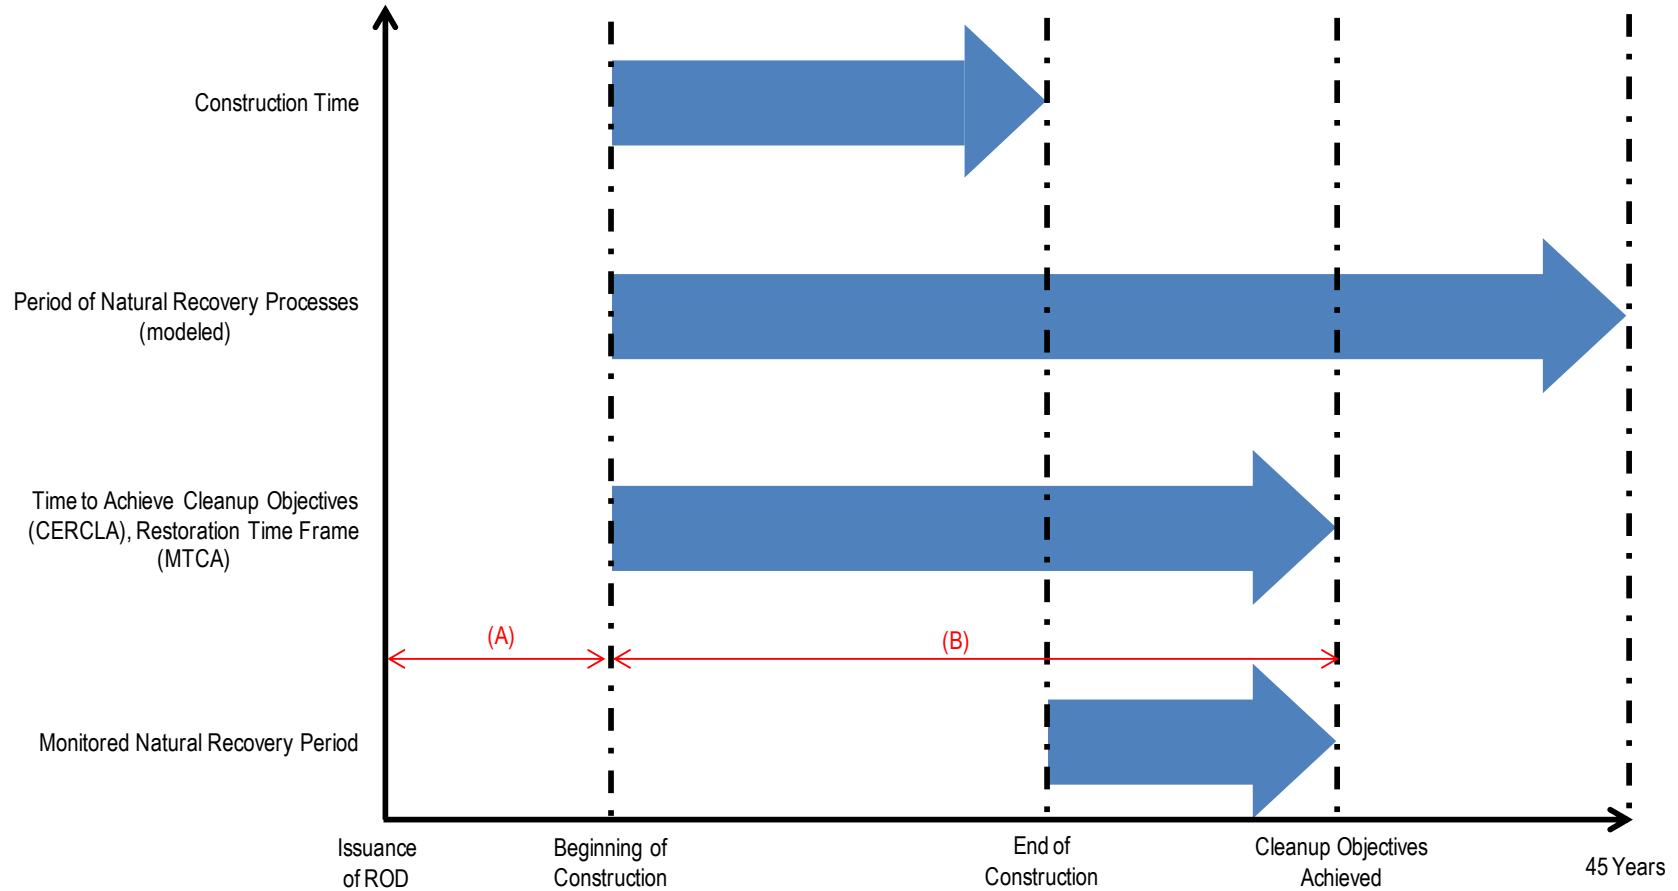 Construction Time
Period of Natural Recovery Processes
(modeled)
Time to Achieve Cleanup Objectives
(CERCLA), Restoration Time Frame
(MTCA)
(A)
(B)
Monitored Natural Recovery Period
Issuance
of ROD
Beginning of
Construction
End of
Construction
Cleanup Objectives
Achieved
45 Years